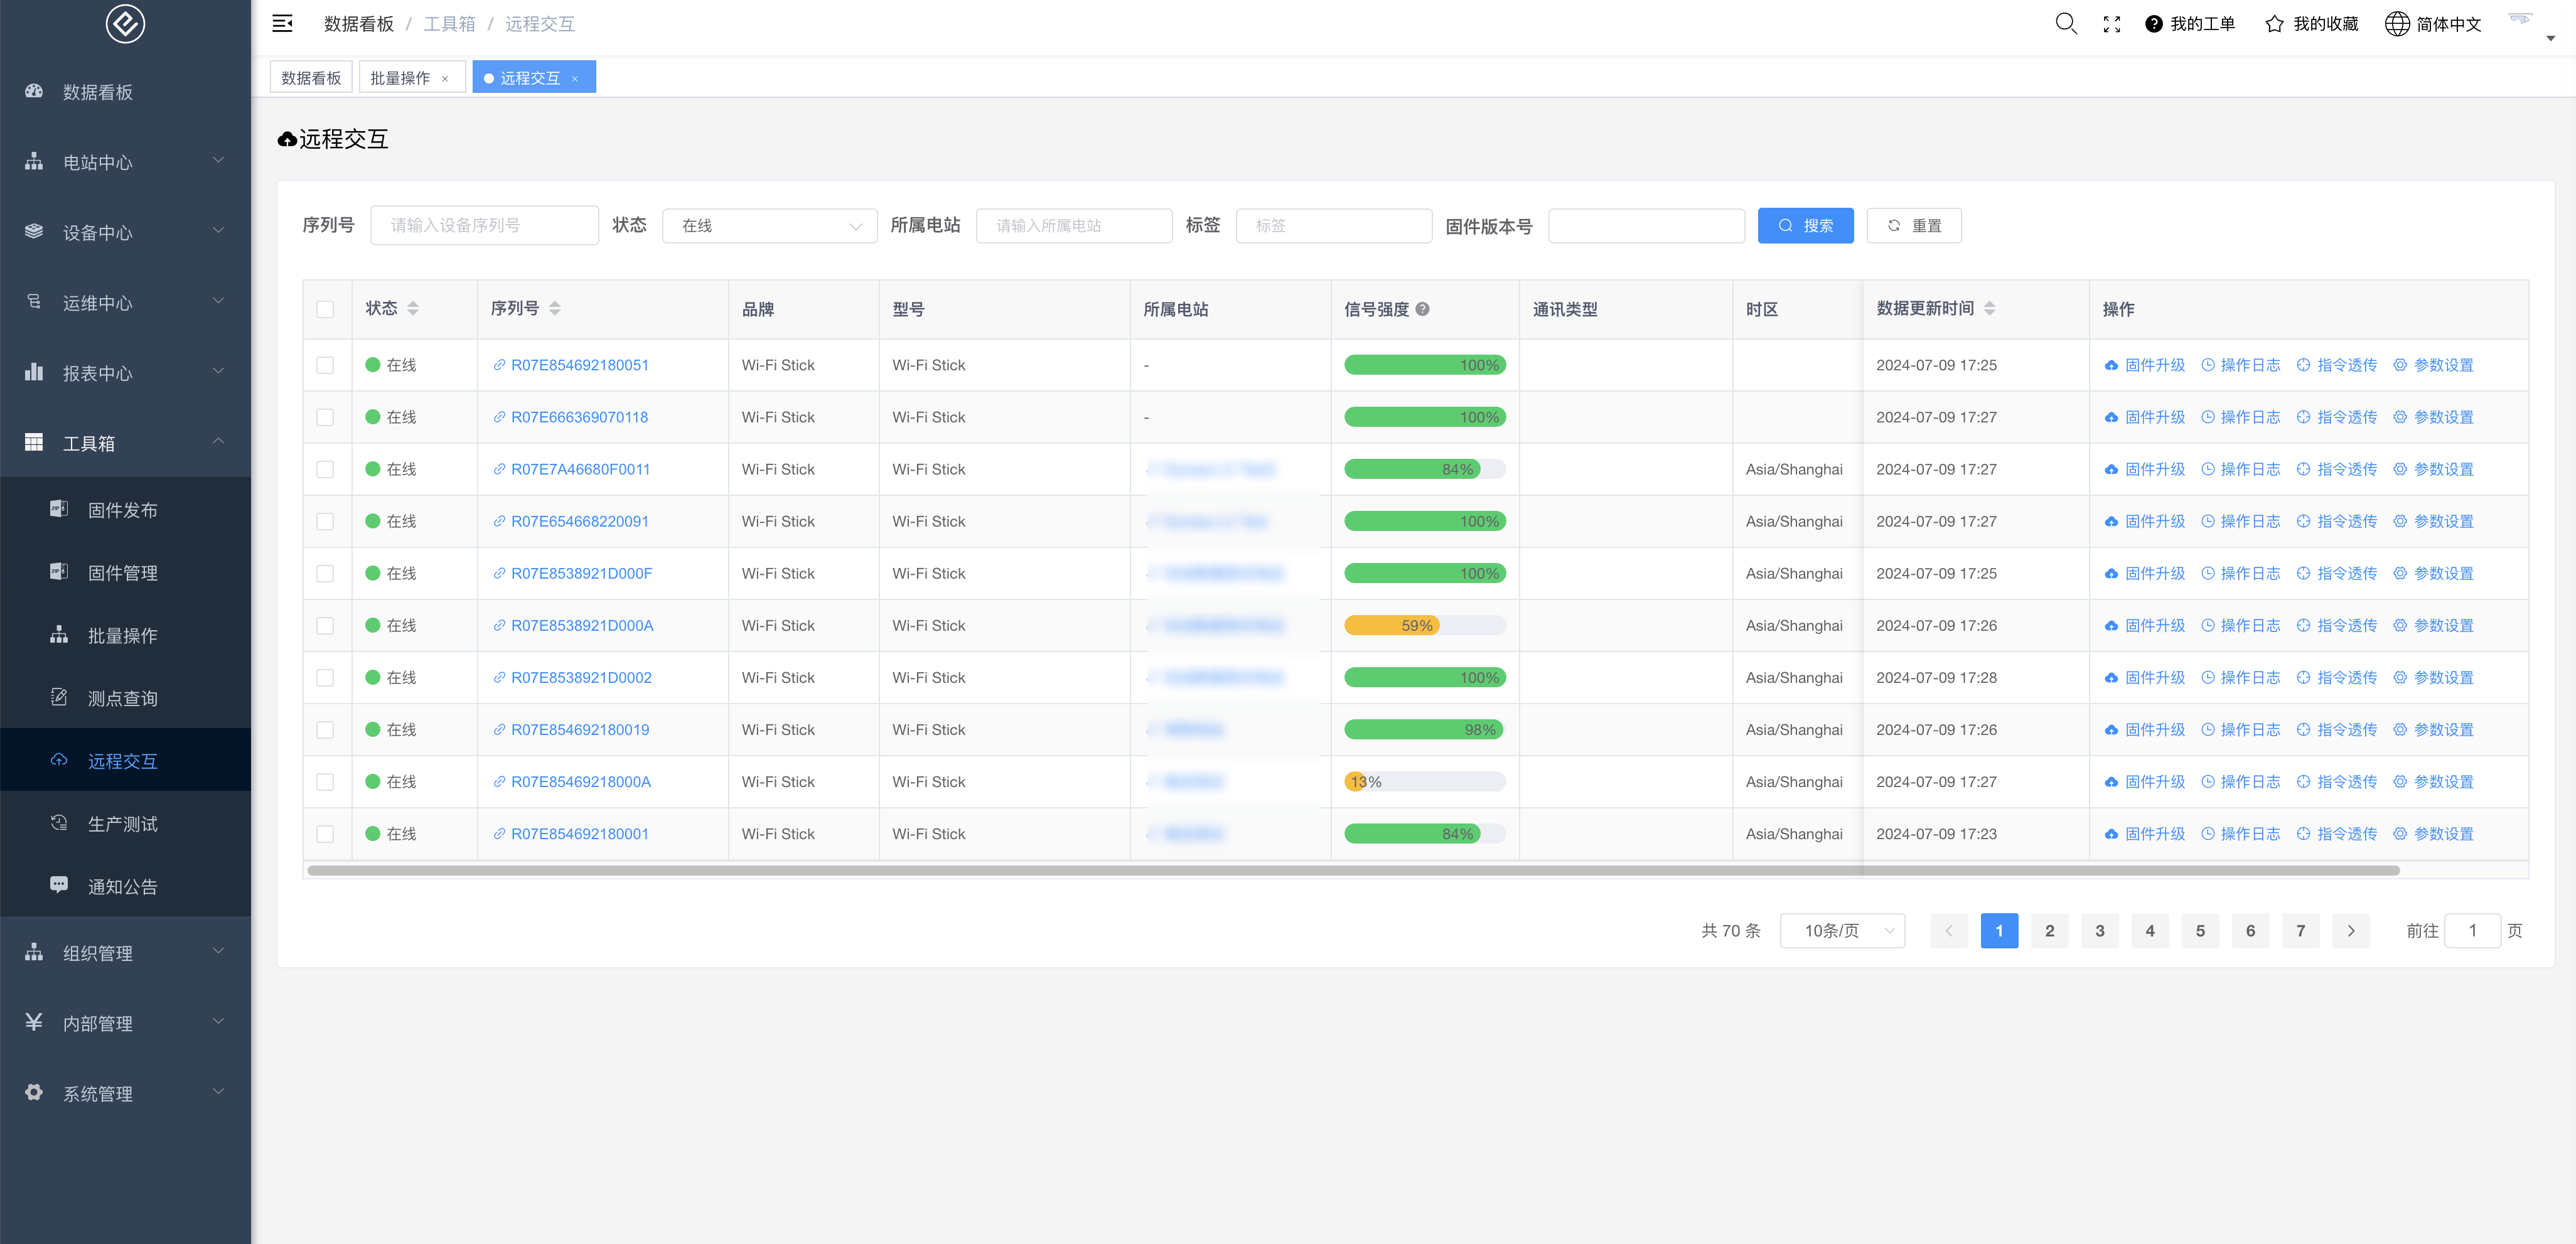 数据看板 / 工具箱 / 远程交互
我的工单 我的收藏 简体中文
数据看板 批量操作 × 远程交互 ×
数据看板
电站中心
设备中心
运维中心
报表中心
工具箱
固件发布
固件管理
批量操作
测点查询
远程交互
生产测试
通知公告
组织管理
内部管理
系统管理
远程交互
序列号 请输入设备序列号 状态 在线 所属电站 请输入所属电站 标签 标签 固件版本号 搜索 重置
状态 序列号 品牌 型号 所属电站 信号强度 通讯类型 时区 数据更新时间 操作
在线 R07E854692180051 Wi-Fi Stick Wi-Fi Stick - 100% 2024-07-09 17:25 固件升级 操作日志 指令透传 参数设置
在线 R07E666369070118 Wi-Fi Stick Wi-Fi Stick - 100% 2024-07-09 17:27 固件升级 操作日志 指令透传 参数设置
在线 R07E7A46680F0011 Wi-Fi Stick Wi-Fi Stick 84% Asia/Shanghai 2024-07-09 17:27 固件升级 操作日志 指令透传 参数设置
在线 R07E654668220091 Wi-Fi Stick Wi-Fi Stick 100% Asia/Shanghai 2024-07-09 17:27 固件升级 操作日志 指令透传 参数设置
在线 R07E8538921D000F Wi-Fi Stick Wi-Fi Stick 100% Asia/Shanghai 2024-07-09 17:25 固件升级 操作日志 指令透传 参数设置
在线 R07E8538921D000A Wi-Fi Stick Wi-Fi Stick 59% Asia/Shanghai 2024-07-09 17:26 固件升级 操作日志 指令透传 参数设置
在线 R07E8538921D0002 Wi-Fi Stick Wi-Fi Stick 100% Asia/Shanghai 2024-07-09 17:28 固件升级 操作日志 指令透传 参数设置
在线 R07E854692180019 Wi-Fi Stick Wi-Fi Stick 98% Asia/Shanghai 2024-07-09 17:26 固件升级 操作日志 指令透传 参数设置
在线 R07E85469218000A Wi-Fi Stick Wi-Fi Stick 13% Asia/Shanghai 2024-07-09 17:27 固件升级 操作日志 指令透传 参数设置
在线 R07E854692180001 Wi-Fi Stick Wi-Fi Stick 84% Asia/Shanghai 2024-07-09 17:23 固件升级 操作日志 指令透传 参数设置
共 70 条 10条/页 1 2 3 4 5 6 7 前往 1 页